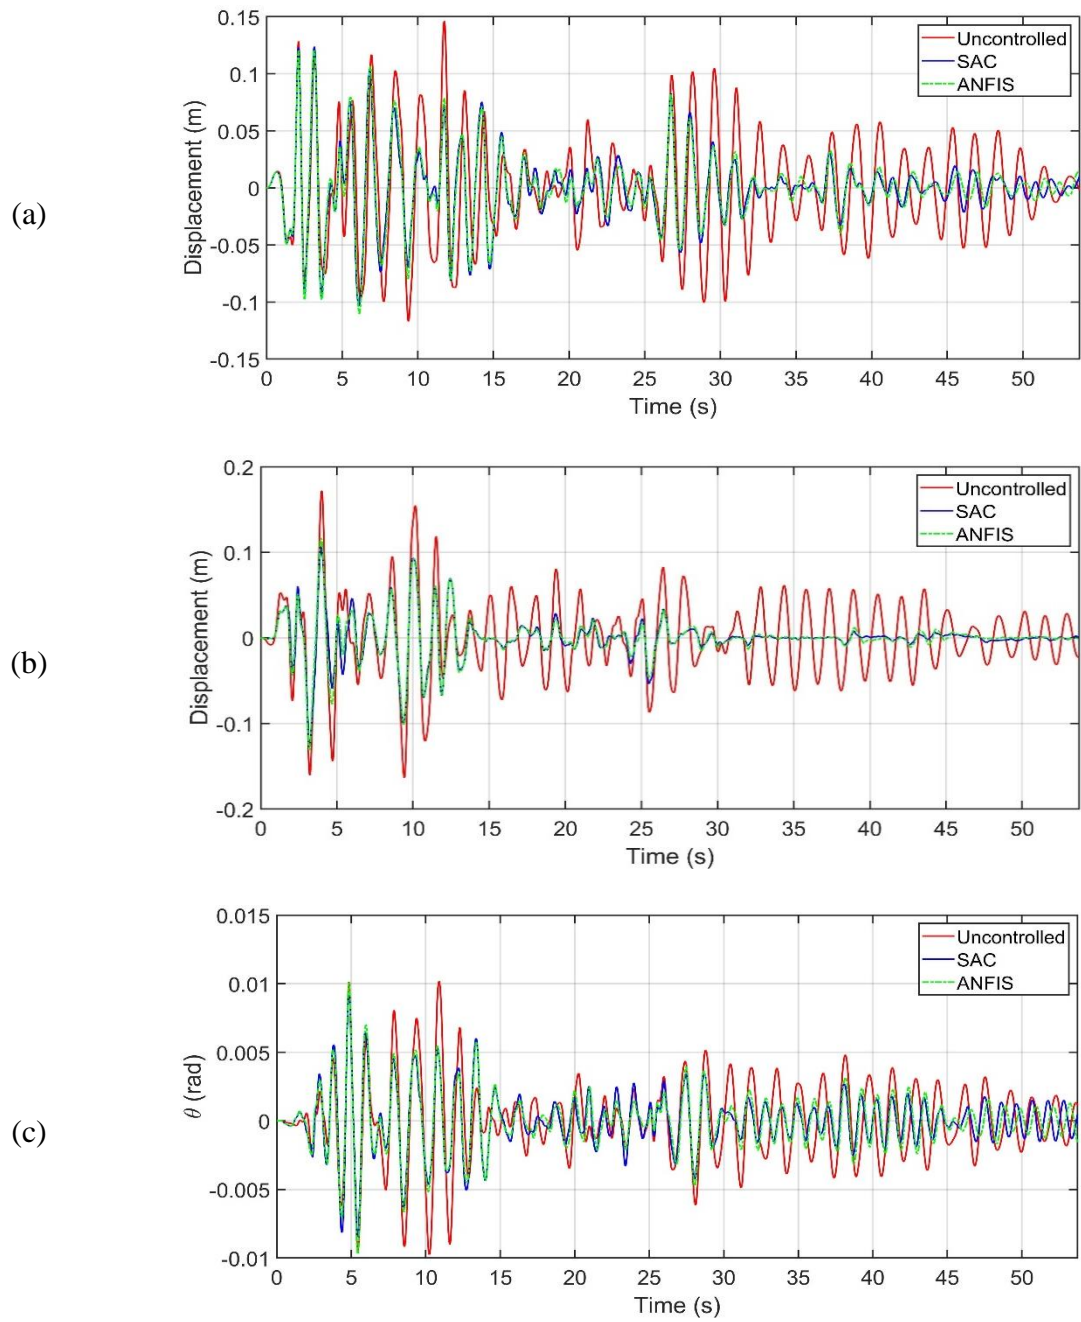 (a)
Displacement (m)
0.15
0.1
0.05
0
-0.05
-0.1
-0.15
Uncontrolled
SAC
ANFIS
0 5 10 15 20 25 30 35 40 45 50
Time (s)
(b)
Displacement (m)
0.2
0.1
0
-0.1
-0.2
Uncontrolled
SAC
ANFIS
0 5 10 15 20 25 30 35 40 45 50
Time (s)
(c)
θ (rad)
0.015
0.01
0.005
0
-0.005
-0.01
Uncontrolled
SAC
ANFIS
0 5 10 15 20 25 30 35 40 45 50
Time (s)